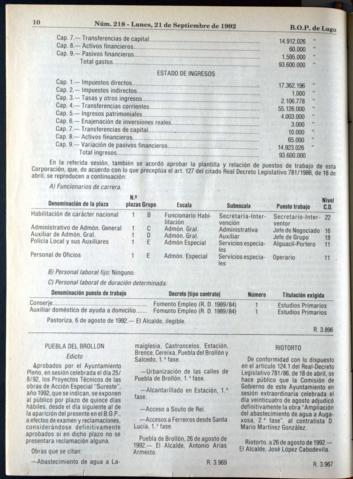 10
Núm. 218 - Lunes, 21 de Septiembre de 1992
B.O.P. de Lugo
Cap. 7.— Transferencias de capital 14.912.026 "
Cap. 8.— Activos financieros 60.000 "
Cap. 9.— Pasivos financieros 1.595.000 "
Total gastos 93.600.000 "
ESTADO DE INGRESOS
Cap. 1.— Impuestos directos 17.362.196 "
Cap. 2.— Impuestos indirectos 1.000 "
Cap. 3.— Tasas y otros ingresos 2.106.778 "
Cap. 4.— Transferencias corrientes 55.126.000 "
Cap. 5.— Ingresos patrimoniales 4.003.000 "
Cap. 6.— Enajenación de inversiones reales 3.000 "
Cap. 7.— Transferencias de capital 10.000 "
Cap. 8.— Activos financieros 65.000 "
Cap. 9.— Variación de pasivos financieros 14.923.026 "
Total ingresos 93.600.000
En la referida sesión, también se acordó aprobar la plantilla y relación de puestos de trabajo de esta
Corporación, que, de acuerdo con lo que preceptúa el art. 127 del citado Real Decreto Legislativo 781/1986, de 18 de
abril, se reproducen a continuación:
A) Funcionarios de carrera.
Denominación de la plaza N.º plazas Grupo Escala Subescala Puesto trabajo Nivel C.D.
Habilitación de carácter nacional 1 B Funcionario Habilitación Secretaría-Intervención Secretario-Interventor 22
Administrativo de Admón. General 1 C Admón. Gral. Administrativa Jefe de Negociado 16
Auxiliar de Admón. Gral. 1 D Admón. Gral. Auxiliar Jefe de Grupo 18
Policía Local y sus Auxiliares 1 E Admón Especial Servicios especiales Alguacil-Portero 11
Personal de Oficios 1 E Admón. Especial Servicios especiales Operario 11
B) Personal laboral fijo: Ninguno.
C) Personal laboral de duración determinada.
Denominación puesto de trabajo Decreto (tipo contrato) Número Titulación exigida
Conserje Fomento Empleo (R. D. 1989/84) 1 Estudios Primarios
Auxiliar doméstica de ayuda a domicilio Fomento Empleo (R. D. 1989/84) 1 Estudios Primarios
Pastoriza, 6 de agosto de 1992.— El Alcalde, ilegible.
R. 3.896
PUEBLA DEL BROLLON
Edicto
Aprobados por el Ayuntamiento
Pleno, en sesión celebrada el día 25/
8/92, los Proyectos Técnicos de las
obras de Acción Especial "Sureste",
año 1992, que se indican, se exponen
al público por plazo de quince días
hábiles, desde el día siguiente al de
la aparición del presente en el B.O.P.,
a efectos de examen y reclamaciones,
considerándose definitivamente
aprobados si en dicho plazo no se
presentara reclamación alguna.
Obras que se citan:
—Abastecimiento de agua a La-
maiglesia, Castroncelos, Estación,
Brence, Cereixa, Puebla del Brollón y
Salcedo, 1.ª fase.
—Urbanización de las calles de
Puebla de Brollón. 1.ª fase.
—Alcantarillado en Estación, 1.ª
fase.
—Acceso a Souto de Rei.
—Accesos a Ferreiros desde Santa
Lucía, 1.ª fase.
Puebla de Brollón, 26 de agosto de
1992.— El Alcalde, Antonio Arias
Armesto.
R. 3.969
RIOTORTO
De conformidad con lo dispuesto
en el artículo 124.1 del Real-Decreto
Legislativo 781/86, de 18 de abril, se
hace público que la Comisión de
Gobierno de este Ayuntamiento en
sesión extraordinaria celebrada el
día veinticuatro de agosto adjudicó
definitivamente la obra "Ampliación
del abastecimiento de agua a Auga-
xosa, 2.ª fase", al contratista D.
Mario Martínez González.
Riotorto, a 26 de agosto de 1992.—
El Alcalde, José López Cabodevila.
R. 3.967